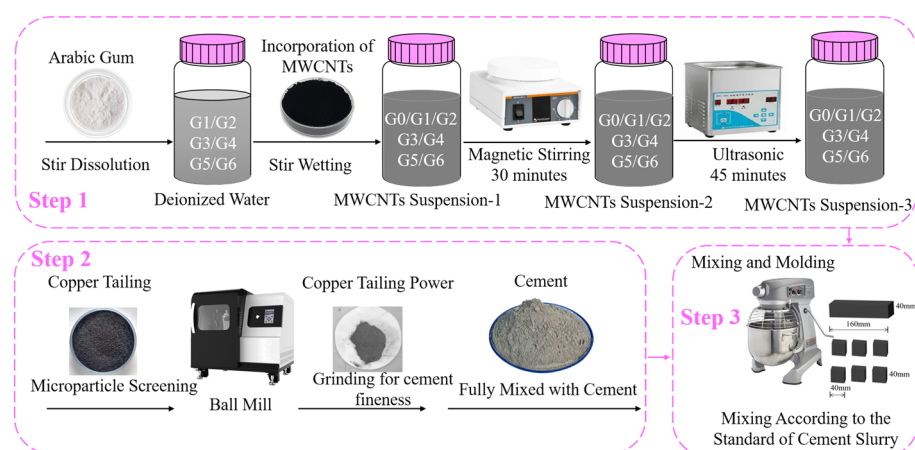 Arabic Gum
Stir Dissolution
G1/G2
G3/G4
G5/G6
Deionized Water
Incorporation of
MWCNTs
Stir Wetting
G0/G1/G2
G3/G4
G5/G6
MWCNTs Suspension-1
Magnetic Stirring
30 minutes
G0/G1/G2
G3/G4
G5/G6
MWCNTs Suspension-2
Ultrasonic
45 minutes
G0/G1/G2
G3/G4
G5/G6
MWCNTs Suspension-3
Step 1
Step 2
Copper Tailing
Microparticle Screening
Ball Mill
Copper Tailing Power
Grinding for cement
fineness
Cement
Fully Mixed with Cement
Mixing and Molding
Step 3
40mm
160mm
40mm
40mm
Mixing According to the
Standard of Cement Slurry